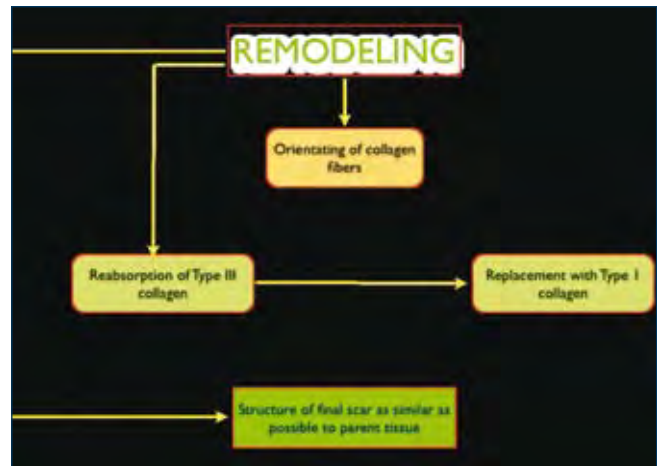 REMODELING
Orientating of collagen
fibers
Reabsorption of Type III
collagen
Replacement with Type I
collagen
Structure of final scar as similar as
possible to parent tissue